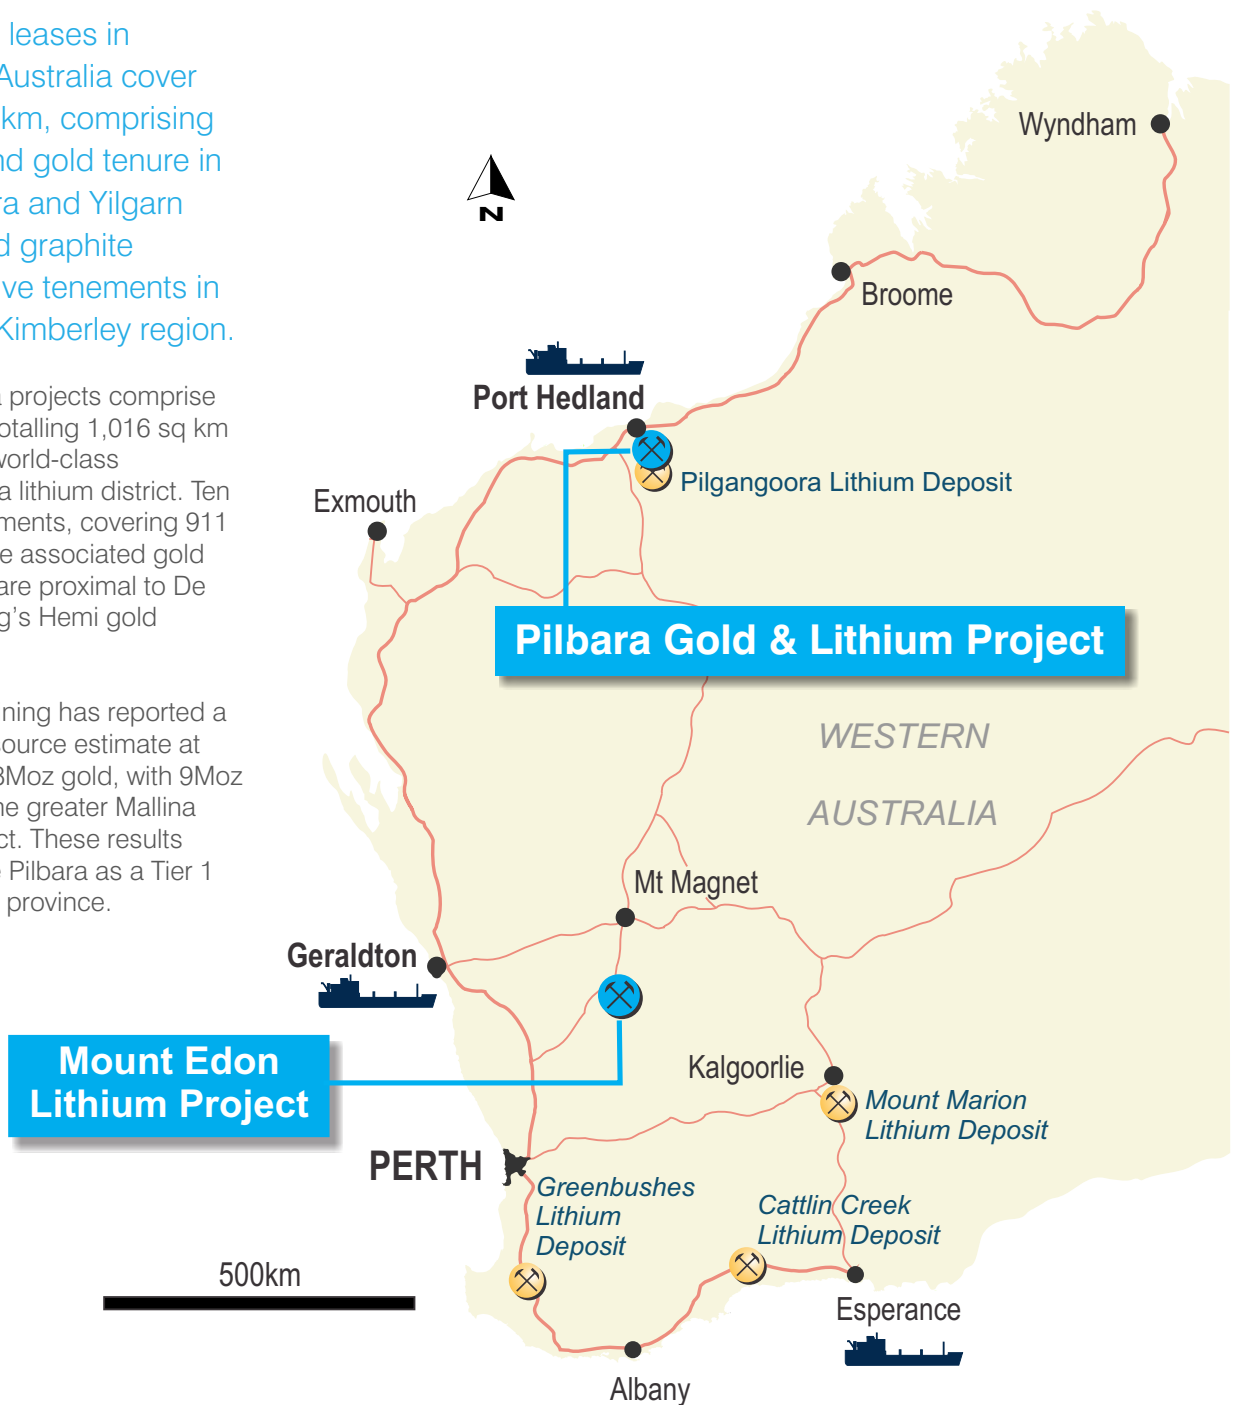 leases in
Australia cover
km, comprising
nd gold tenure in
ra and Yilgarn
d graphite
ve tenements in
Kimberley region.
a projects comprise
otalling 1,016 sq km
world-class
a lithium district. Ten
ments, covering 911
e associated gold
are proximal to De
g's Hemi gold
ning has reported a
source estimate at
3Moz gold, with 9Moz
he greater Mallina
ct. These results
e Pilbara as a Tier 1
province.
Wyndham
N
Broome
Port Hedland
Pilgangoora Lithium Deposit
Exmouth
Pilbara Gold & Lithium Project
WESTERN
AUSTRALIA
Mt Magnet
Geraldton
Mount Edon
Lithium Project
Kalgoorlie
Mount Marion
Lithium Deposit
PERTH
Greenbushes
Lithium
Deposit
Cattlin Creek
Lithium Deposit
500km
Esperance
Albany